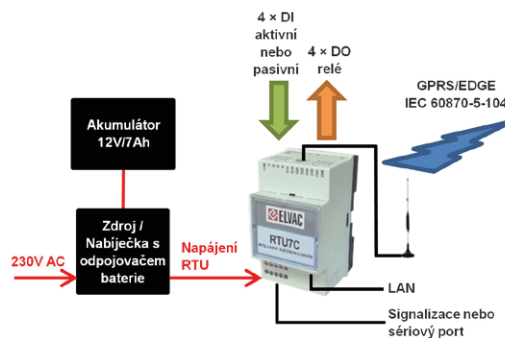 4 × DI
aktivní
nebo
pasivní
4 × DO
relé
GPRS/EDGE
IEC 60870-5-104
Akumulátor
12V/7Ah
Zdroj /
Nabíječka s
odpojovačem
baterie
230V AC
Napájení
RTU
ELVAC
RTU7C
LAN
Signalizace nebo
sériový port